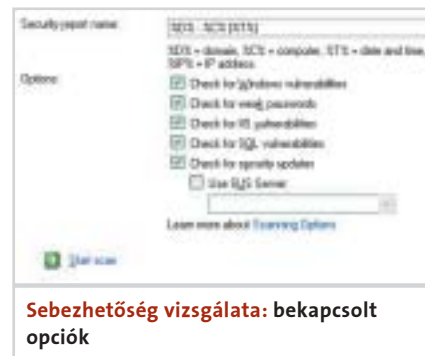 Security report name:
%D% - %C% (%T%)
%D% = domain, %C% = computer, %T% = date and time,
%IP% = IP address
Options:
Check for Windows vulnerabilities
Check for weak passwords
Check for IIS vulnerabilities
Check for SQL vulnerabilities
Check for security updates
Use SUS Server
Learn more about Scanning Options
Start scan
Sebezhetőség vizsgálata: bekapcsolt
opciók